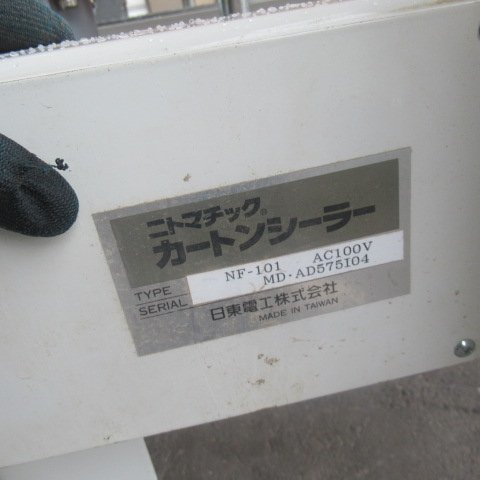 ニトマチック®
カートンシーラー
TYPE NF-101 AC100V
SERIAL MD・AD575I04
日東電工株式会社
MADE IN TAIWAN